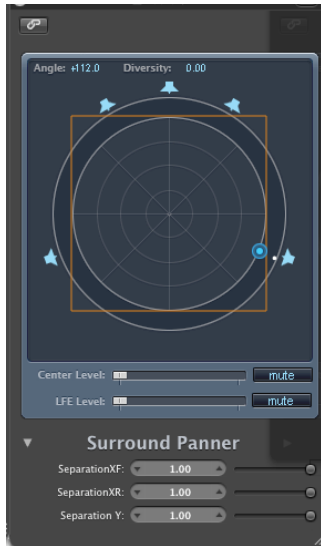 Angle: +112.0 Diversity: 0.00
Center Level: mute
LFE Level: mute
Surround Panner
SeparationXF: 1.00
SeparationXR: 1.00
Separation Y: 1.00